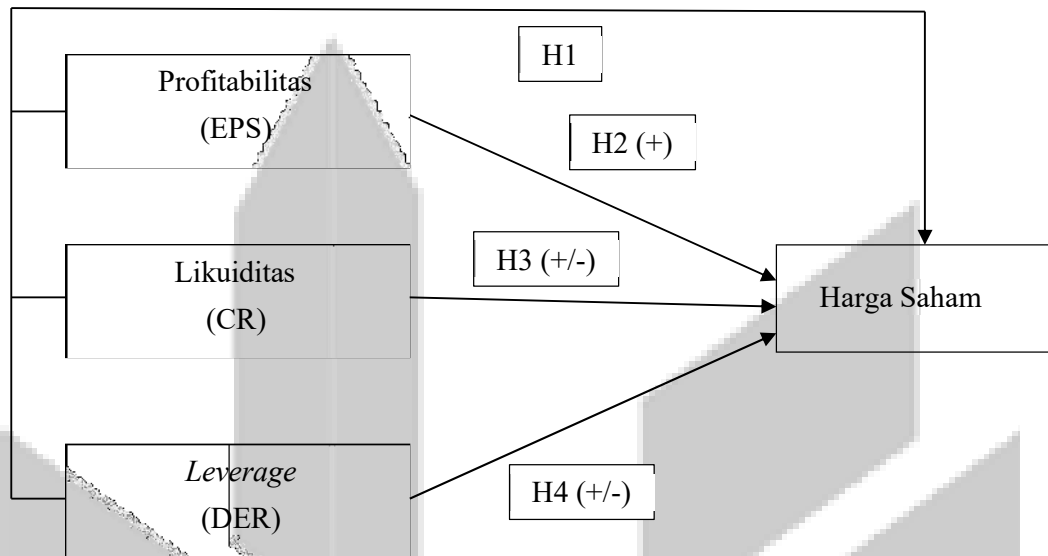 H1
Profitabilitas
(EPS)
H2 (+)
H3 (+/-)
Likuiditas
(CR)
Harga Saham
Leverage
(DER)
H4 (+/-)